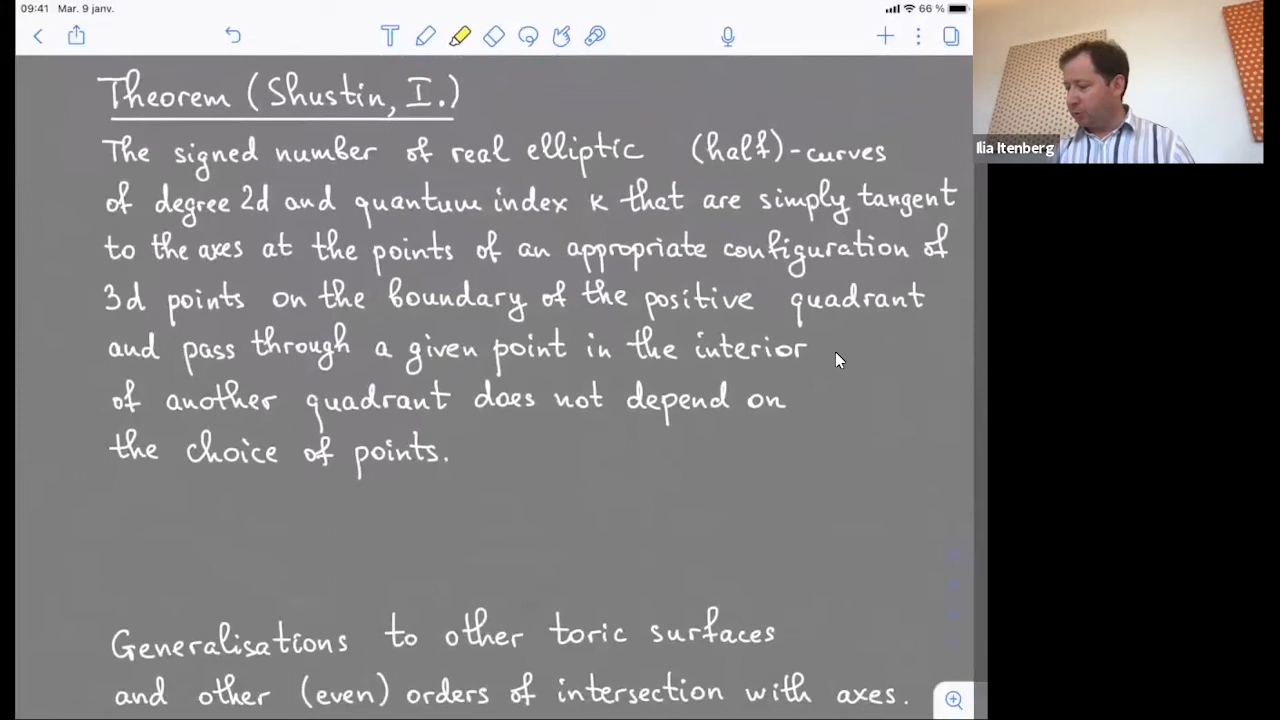 09:41 Mar. 9 janv.
66 %
Theorem (Shustin, I.)
The signed number of real elliptic (half)-curves
of degree 2d and quantum index κ that are simply tangent
to the axes at the points of an appropriate configuration of
3d points on the boundary of the positive quadrant
and pass through a given point in the interior
of another quadrant does not depend on
the choice of points.
Generalisations to other toric surfaces
and other (even) orders of intersection with axes.
Ilia Itenberg